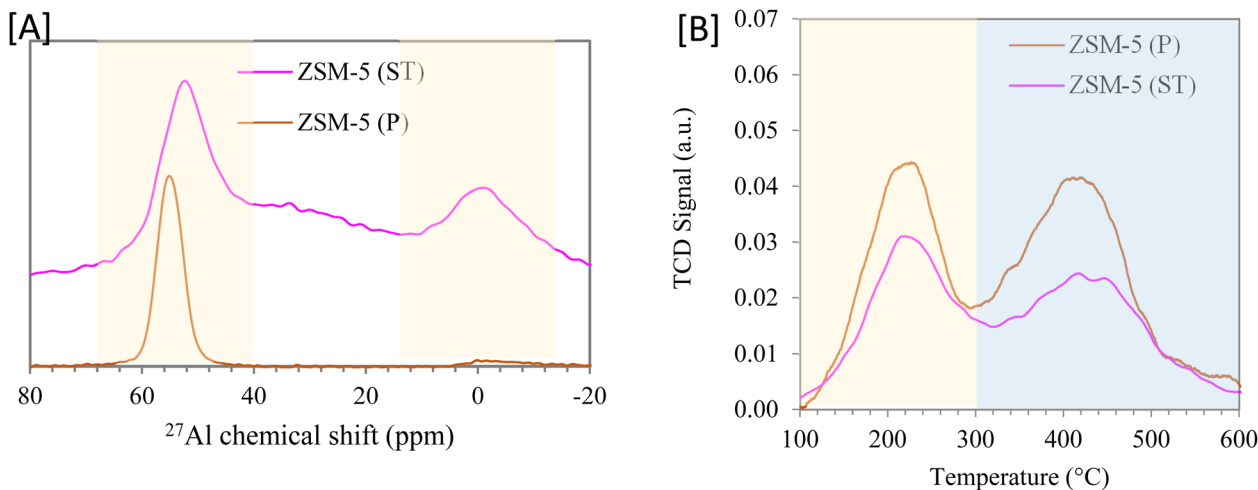 [A]
ZSM-5 (ST)
ZSM-5 (P)
80 60 40 20 0 -20
²⁷Al chemical shift (ppm)
[B]
0.07
0.06
0.05
0.04
0.03
0.02
0.01
0.00
TCD Signal (a.u.)
ZSM-5 (P)
ZSM-5 (ST)
100 200 300 400 500 600
Temperature (°C)